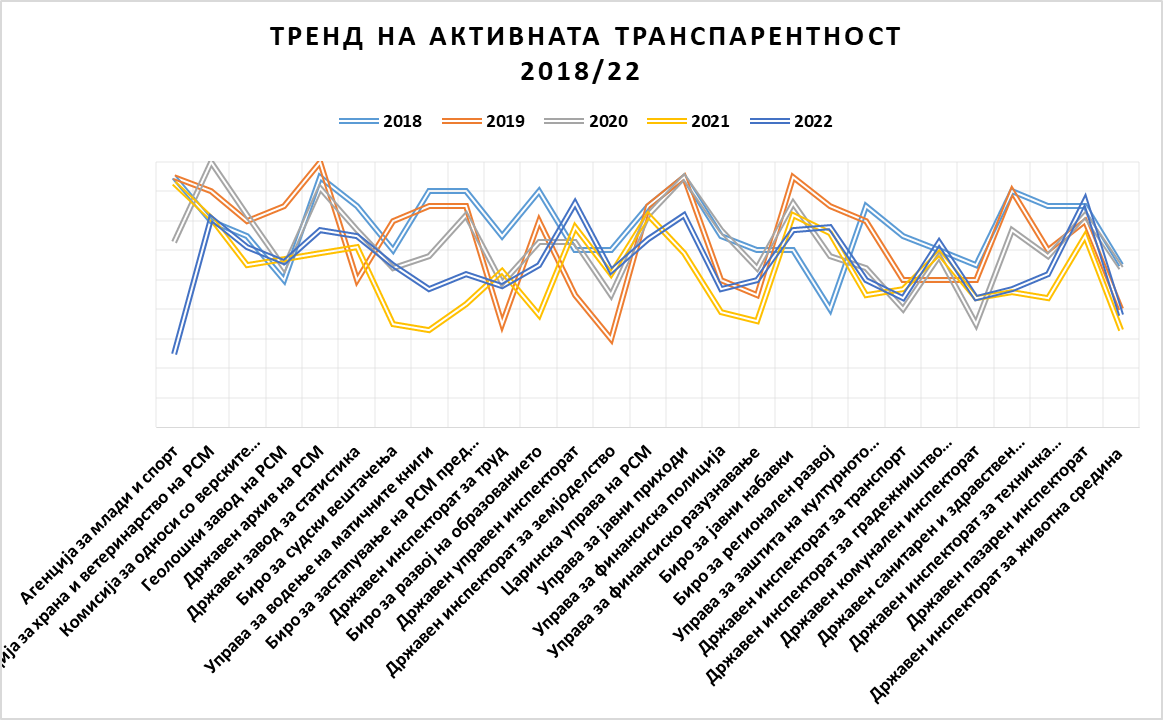 ТРЕНД НА АКТИВНАТА ТРАНСПАРЕНТНОСТ
2018/22
2018 2019 2020 2021 2022
Агенција за млади и спорт
ија за храна и ветеринарство на РСМ
Комисија за односи со верските...
Геолошки завод на РСМ
Државен архив на РСМ
Државен завод за статистика
Биро за судски вештачења
Управа за водење на матичните книги
Биро за застапување на РСМ пред...
Државен инспекторат за труд
Биро за развој на образованието
Државен управен инспекторат
Државен инспекторат за земјоделство
Царинска управа на РСМ
Управа за јавни приходи
Управа за финансиска полиција
Управа за финансиско разузнавање
Биро за јавни набавки
Биро за регионален развој
Управа за заштита на културното...
Државен инспекторат за транспорт
Државен инспекторат за градежништво...
Државен комунален инспекторат
Државен санитарен и здравствен...
Државен инспекторат за техничка...
Државен пазарен инспекторат
Државен инспекторат за животна средина